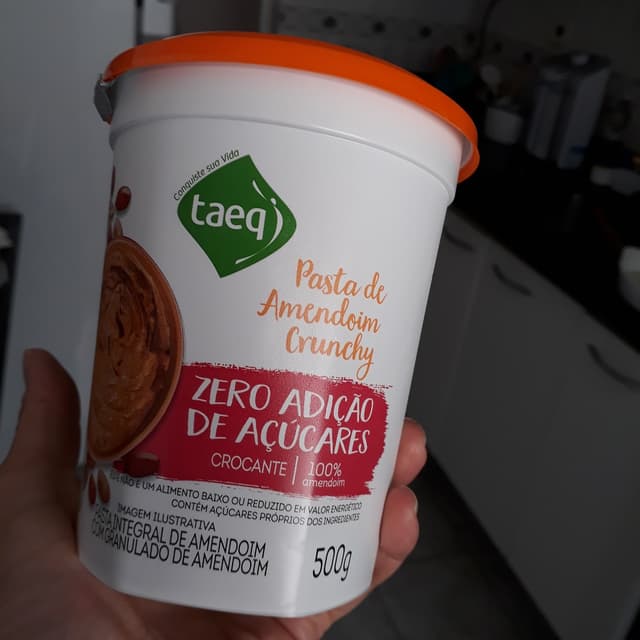 Conquiste sua Vida
taeq
Pasta de
Amendoim
Crunchy
ZERO ADIÇÃO
DE AÇÚCARES
CROCANTE | 100%
amendoim
NÃO É UM ALIMENTO BAIXO OU REDUZIDO EM VALOR ENERGÉTICO
CONTÉM AÇÚCARES PRÓPRIOS DOS INGREDIENTES
IMAGEM ILUSTRATIVA
PASTA INTEGRAL DE AMENDOIM
COM GRANULADO DE AMENDOIM
500g